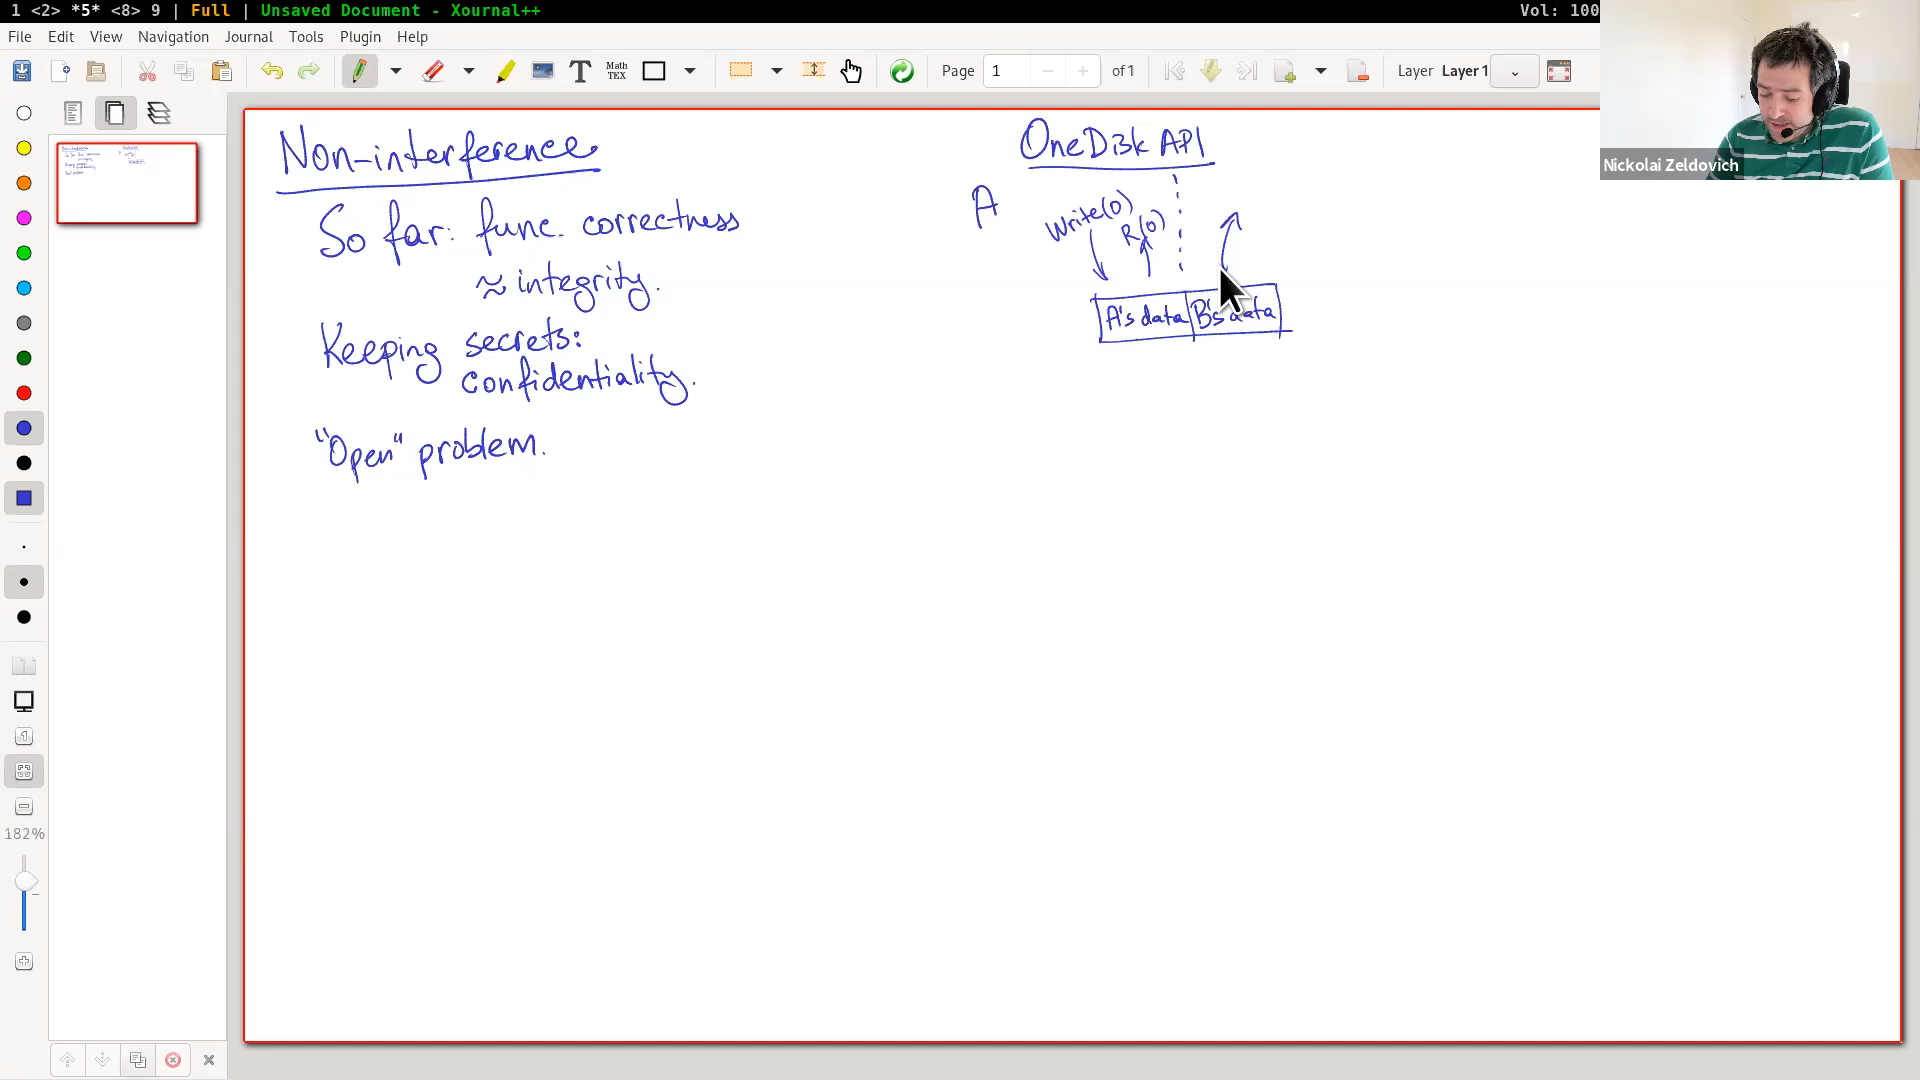 1 <2> *5* <8> 9 | Full | Unsaved Document - Xournal++
Vol: 100
File Edit View Navigation Journal Tools Plugin Help
Math
TEX
Page 1 of 1
Layer Layer 1
182%
Nickolai Zeldovich
Non-interference
So far: func. correctness
≈ integrity.
Keeping secrets:
confidentiality.
"Open" problem.
OneDisk API
A
Write(0)
R(0)
A's data B's data